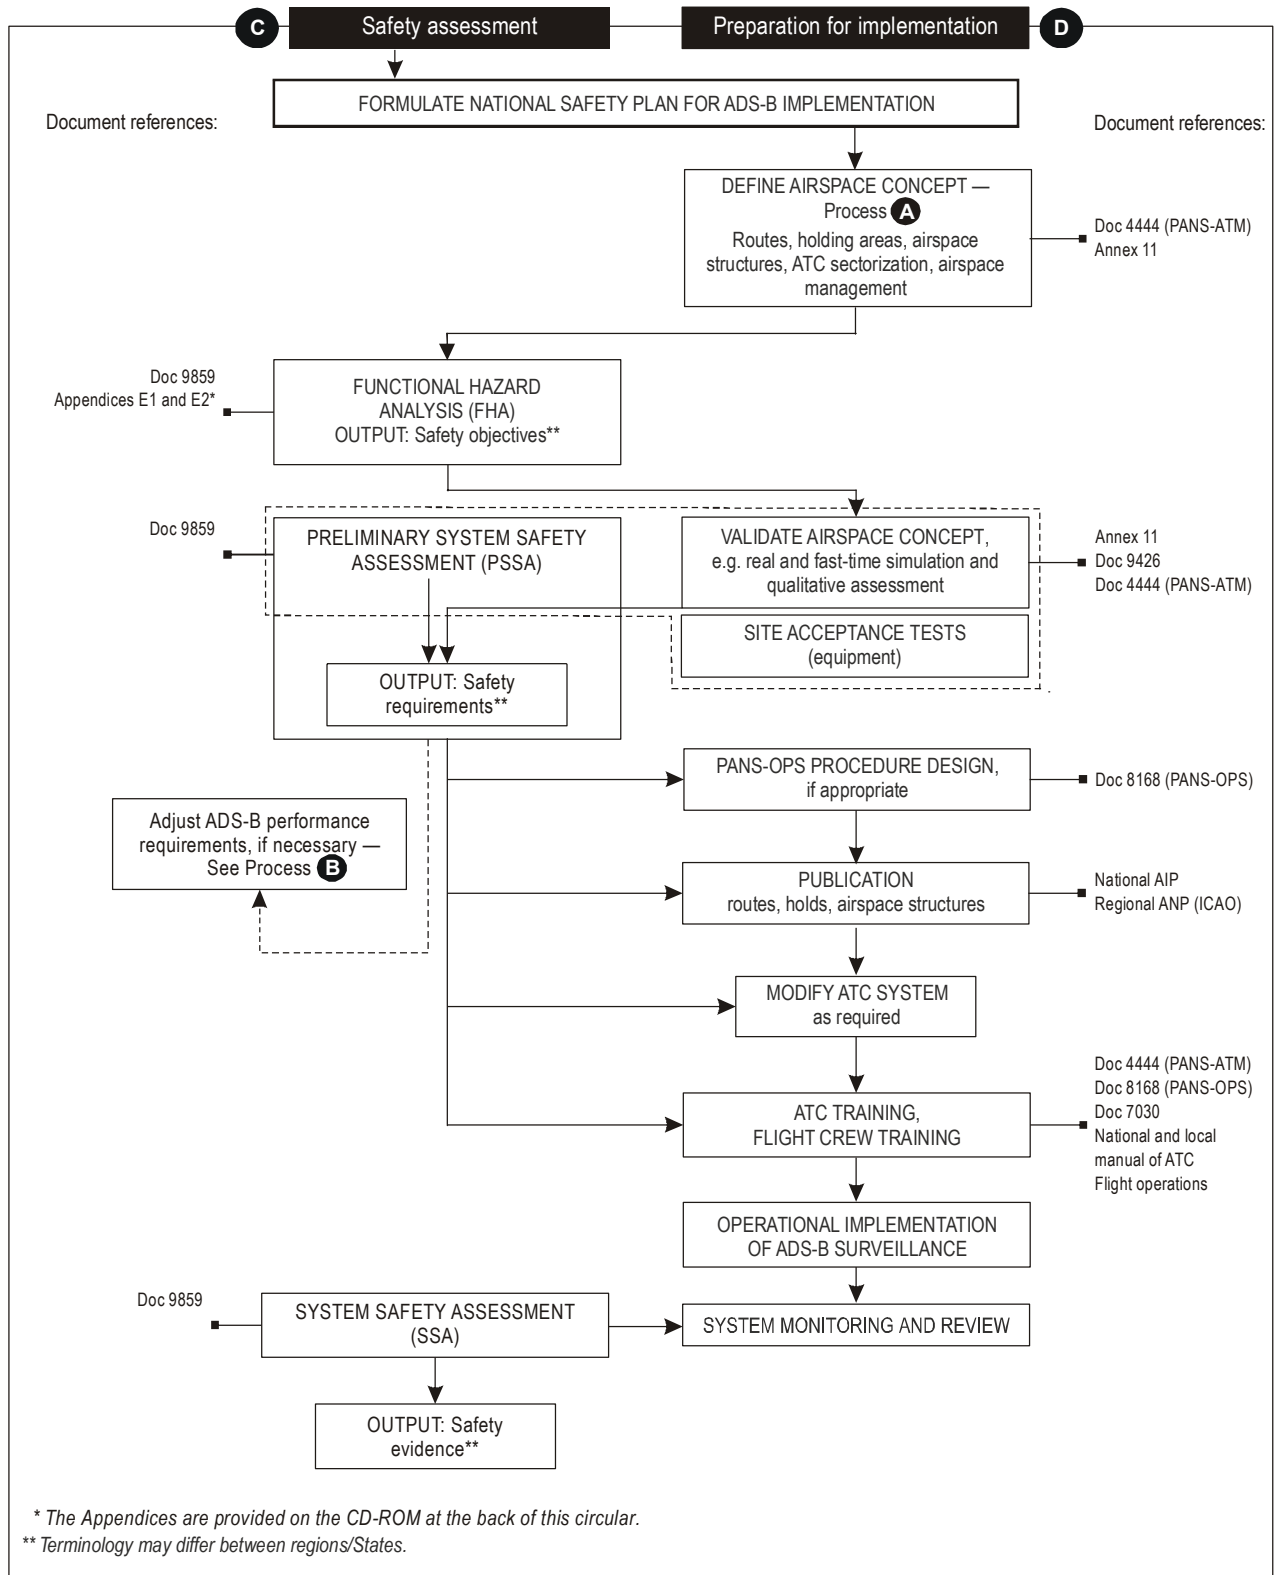 C Safety assessment Preparation for implementation D
FORMULATE NATIONAL SAFETY PLAN FOR ADS-B IMPLEMENTATION
Document references:
Document references:
DEFINE AIRSPACE CONCEPT —
Process A
Routes, holding areas, airspace
structures, ATC sectorization, airspace
management
Doc 4444 (PANS-ATM)
Annex 11
Doc 9859
Appendices E1 and E2*
FUNCTIONAL HAZARD
ANALYSIS (FHA)
OUTPUT: Safety objectives**
Doc 9859
PRELIMINARY SYSTEM SAFETY
ASSESSMENT (PSSA)
VALIDATE AIRSPACE CONCEPT,
e.g. real and fast-time simulation and
qualitative assessment
Annex 11
Doc 9426
Doc 4444 (PANS-ATM)
SITE ACCEPTANCE TESTS
(equipment)
OUTPUT: Safety
requirements**
PANS-OPS PROCEDURE DESIGN,
if appropriate
Doc 8168 (PANS-OPS)
Adjust ADS-B performance
requirements, if necessary —
See Process B
PUBLICATION
routes, holds, airspace structures
National AIP
Regional ANP (ICAO)
MODIFY ATC SYSTEM
as required
ATC TRAINING,
FLIGHT CREW TRAINING
Doc 4444 (PANS-ATM)
Doc 8168 (PANS-OPS)
Doc 7030
National and local
manual of ATC
Flight operations
OPERATIONAL IMPLEMENTATION
OF ADS-B SURVEILLANCE
Doc 9859
SYSTEM SAFETY ASSESSMENT
(SSA)
SYSTEM MONITORING AND REVIEW
OUTPUT: Safety
evidence**
* The Appendices are provided on the CD-ROM at the back of this circular.
** Terminology may differ between regions/States.